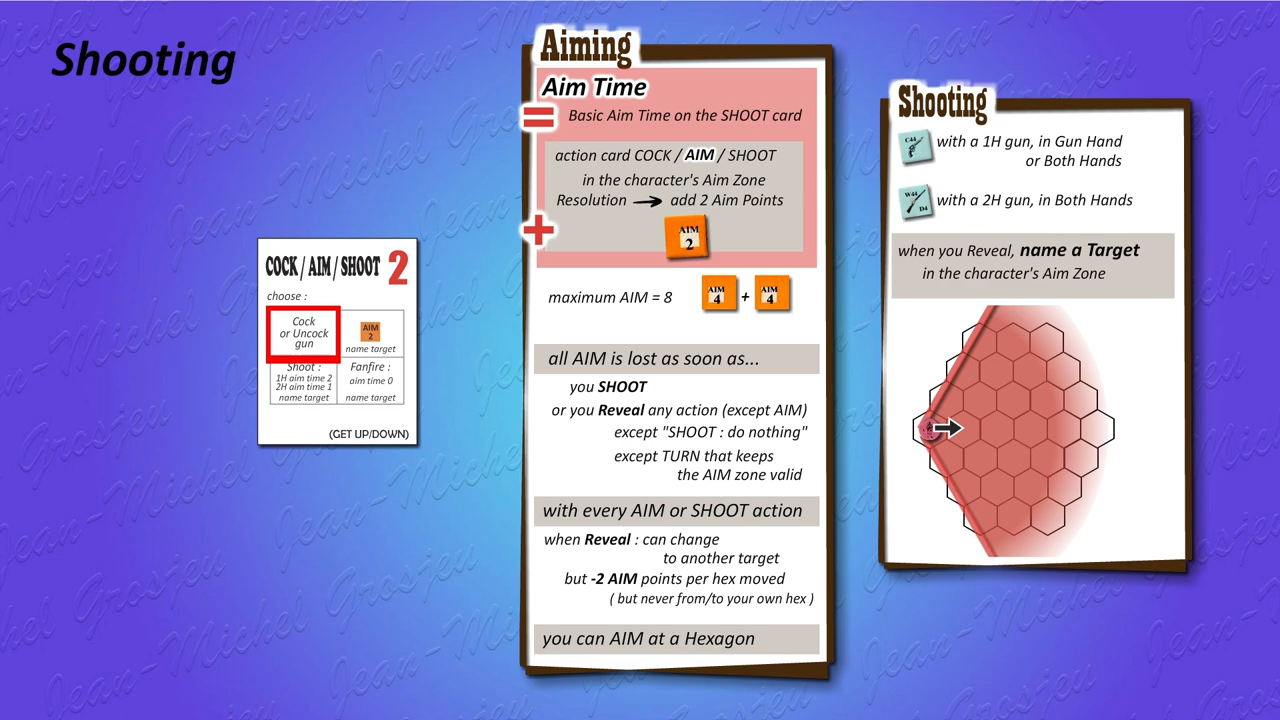 Shooting
COCK / AIM / SHOOT 2
choose :
Cock
or Uncock
gun
AIM
2
name target
Shoot :
1H aim time 2
2H aim time 1
name target
Fanfire :
aim time 0
name target
(GET UP/DOWN)
Aiming
Aim Time
= Basic Aim Time on the SHOOT card
action card COCK / AIM / SHOOT
in the character's Aim Zone
Resolution → add 2 Aim Points
+
AIM
2
maximum AIM = 8
AIM
4
+
AIM
4
all AIM is lost as soon as...
you SHOOT
or you Reveal any action (except AIM)
except "SHOOT : do nothing"
except TURN that keeps
the AIM zone valid
with every AIM or SHOOT action
when Reveal : can change
to another target
but -2 AIM points per hex moved
( but never from/to your own hex )
you can AIM at a Hexagon
Shooting
C44
with a 1H gun, in Gun Hand
or Both Hands
W44
D4
with a 2H gun, in Both Hands
when you Reveal, name a Target
in the character's Aim Zone
Jean-Michel Grosjeu